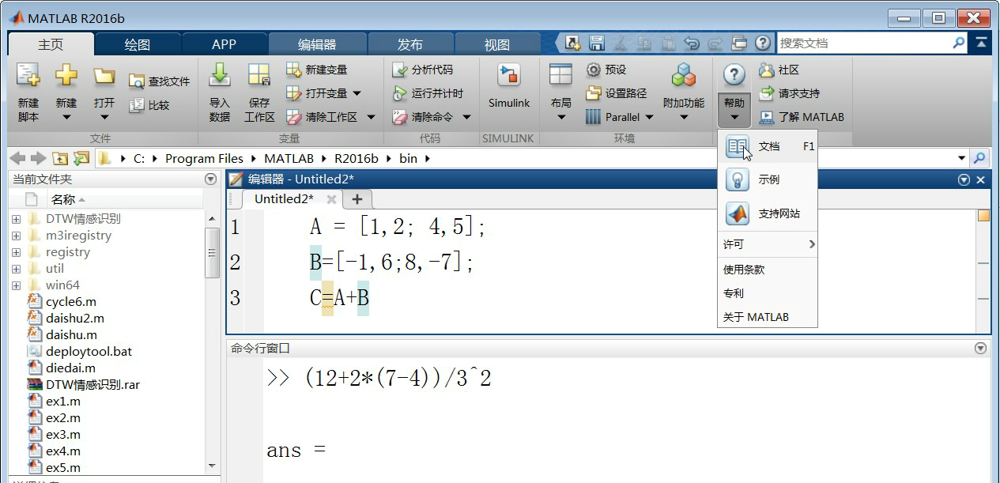 MATLAB R2016b
主页 绘图 APP 编辑器 发布 视图 搜索文档
新建脚本 新建 打开 查找文件 比较 导入数据 保存工作区 新建变量 打开变量 清除工作区 分析代码 运行并计时 清除命令 Simulink 布局 预设 设置路径 Parallel 附加功能 帮助 社区 请求支持 了解 MATLAB
文件 变量 代码 SIMULINK 环境
C: Program Files MATLAB R2016b bin
文档 F1
示例
支持网站
许可
使用条款
专利
关于 MATLAB
当前文件夹
名称
DTW情感识别
m3iregistry
registry
util
win64
cycle6.m
daishu2.m
daishu.m
deploytool.bat
diedai.m
DTW情感识别.rar
ex1.m
ex2.m
ex3.m
ex4.m
ex5.m
编辑器 - Untitled2*
Untitled2*
1 A = [1,2; 4,5];
2 B=[-1,6;8,-7];
3 C=A+B
命令行窗口
>> (12+2*(7-4))/3^2
ans =